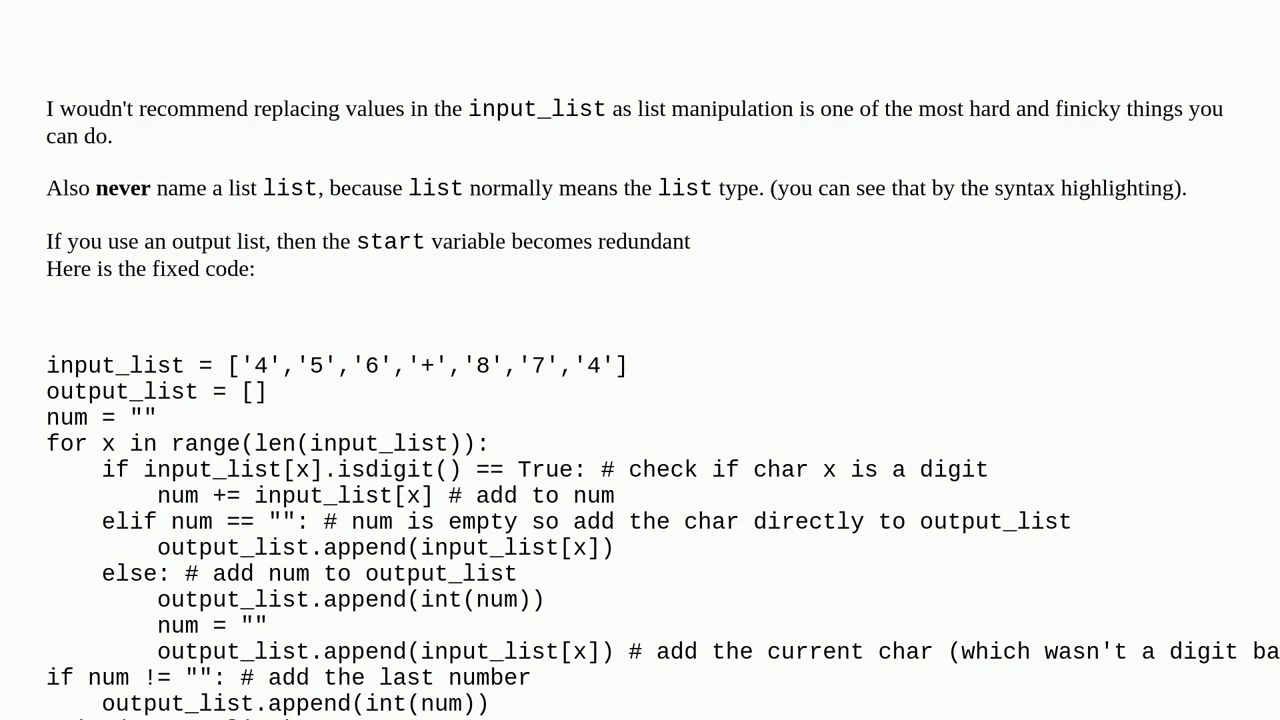 I woudn't recommend replacing values in the input_list as list manipulation is one of the most hard and finicky things you
can do.
Also never name a list list, because list normally means the list type. (you can see that by the syntax highlighting).
If you use an output list, then the start variable becomes redundant
Here is the fixed code:
input_list = ['4','5','6','+','8','7','4']
output_list = []
num = ""
for x in range(len(input_list)):
    if input_list[x].isdigit() == True: # check if char x is a digit
        num += input_list[x] # add to num
    elif num == "": # num is empty so add the char directly to output_list
        output_list.append(input_list[x])
    else: # add num to output_list
        output_list.append(int(num))
        num = ""
        output_list.append(input_list[x]) # add the current char (which wasn't a digit ba
if num != "": # add the last number
    output_list.append(int(num))